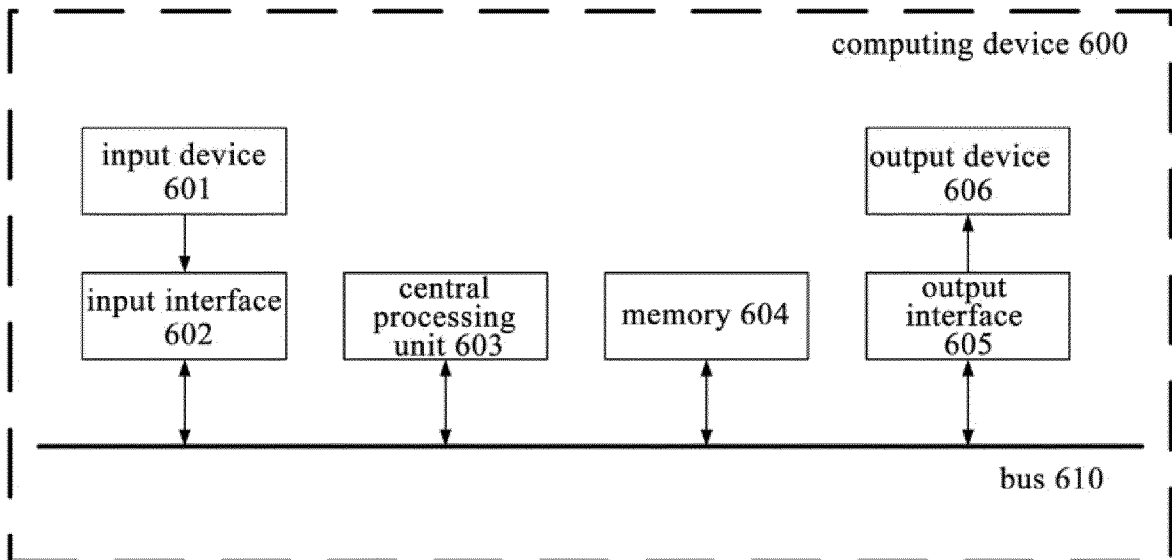 computing device 600
input device
601
output device
606
input interface
602
central
processing
unit 603
memory 604
output
interface
605
bus 610